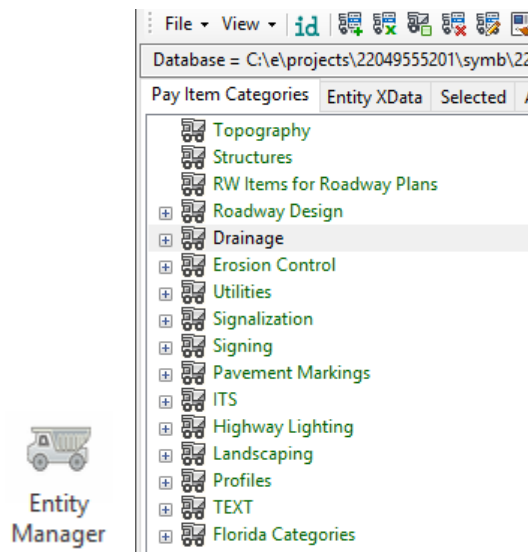 File View id
Database = C:\e\projects\22049555201\symb\22
Pay Item Categories Entity XData Selected
Topography
Structures
RW Items for Roadway Plans
Roadway Design
Drainage
Erosion Control
Utilities
Signalization
Signing
Pavement Markings
ITS
Highway Lighting
Landscaping
Profiles
TEXT
Florida Categories
Entity
Manager